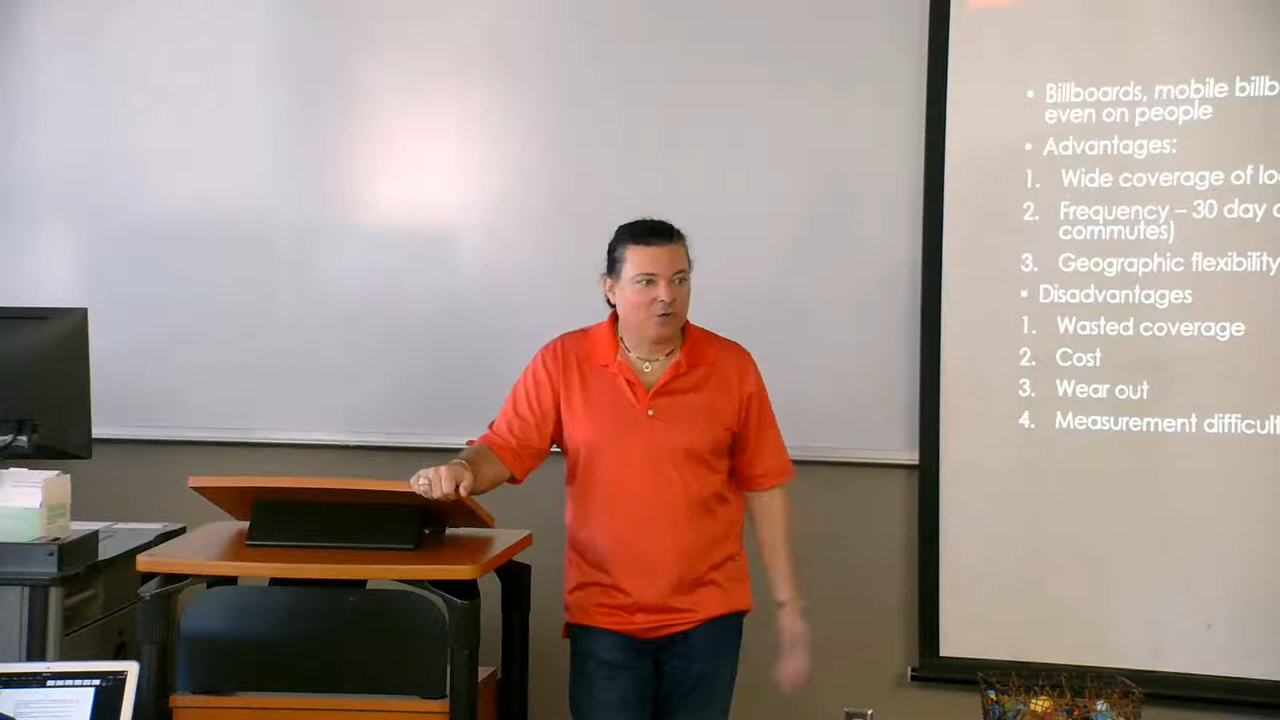 • Billboards, mobile billb
even on people
• Advantages:
1. Wide coverage of lo
2. Frequency – 30 day
commutes)
3. Geographic flexibility
• Disadvantages
1. Wasted coverage
2. Cost
3. Wear out
4. Measurement difficult